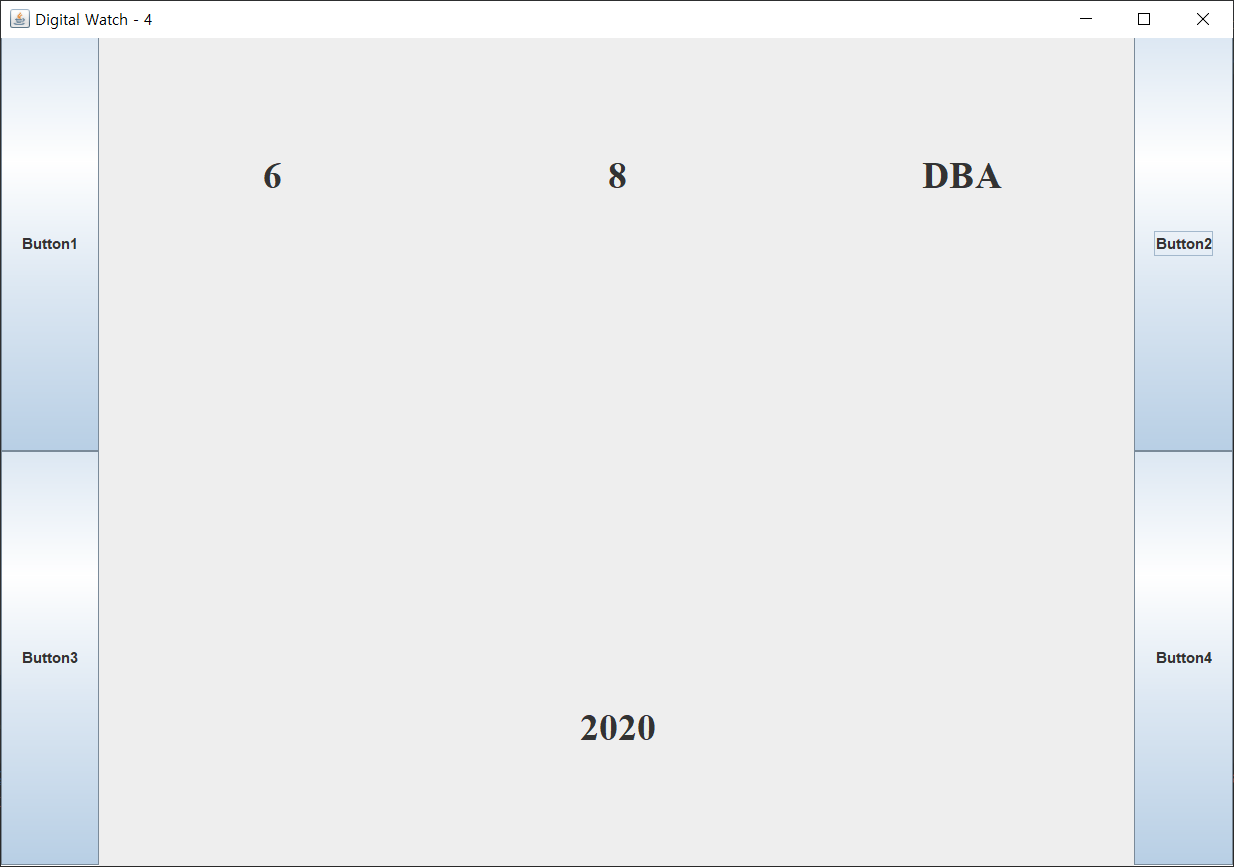 Digital Watch - 4
6 8 DBA
Button1 Button2
Button3 Button4
2020